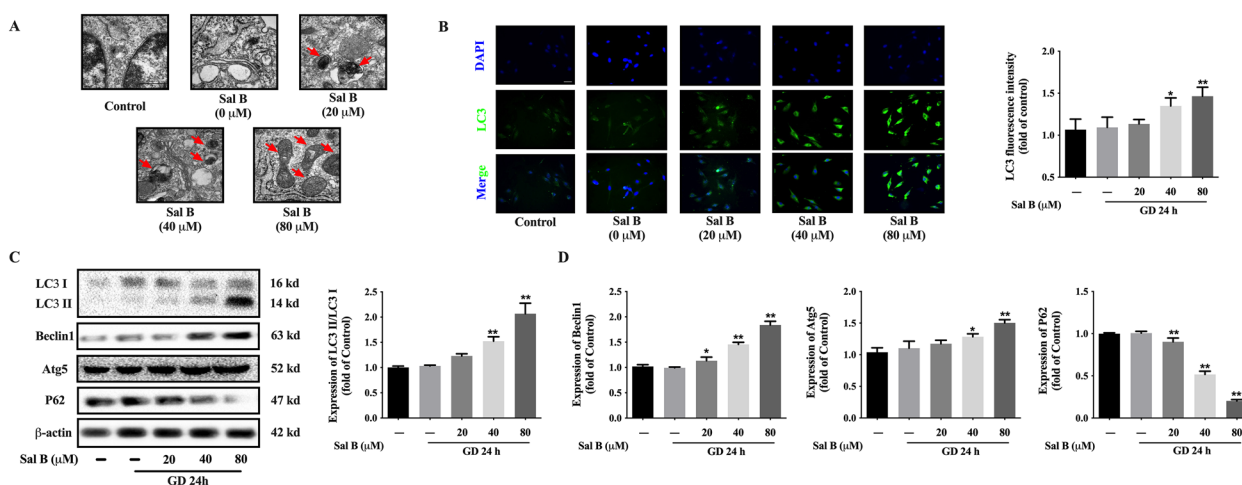 A
Control
Sal B
(0 μM)
Sal B
(20 μM)
Sal B
(40 μM)
Sal B
(80 μM)
B
DAPI
LC3
Merge
Control
Sal B
(0 μM)
Sal B
(20 μM)
Sal B
(40 μM)
Sal B
(80 μM)
LC3 fluorescence intensity
(fold of control)
1.5
1.0
0.5
*
**
— — 20 40 80
Sal B (μM)
GD 24 h
C
LC3 I 16 kd
LC3 II 14 kd
Beclin1 63 kd
Atg5 52 kd
P62 47 kd
β-actin 42 kd
Sal B (μM) — — 20 40 80
GD 24h
Expression of LC3 II/LC3 I
(fold of Control)
2.5
2.0
1.5
1.0
0.5
0.0
**
**
— — 20 40 80
Sal B (μM)
GD 24 h
D
Expression of Beclin1
(fold of Control)
2.5
2.0
1.5
1.0
0.5
0.0
*
**
**
— — 20 40 80
Sal B (μM)
GD 24 h
Expression of Atg5
(fold of Control)
2.0
1.5
1.0
0.5
0.0
*
**
— — 20 40 80
Sal B (μM)
GD 24 h
Expression of P62
(fold of Control)
1.5
1.0
0.5
0.0
**
**
**
— — 20 40 80
Sal B (μM)
GD 24 h